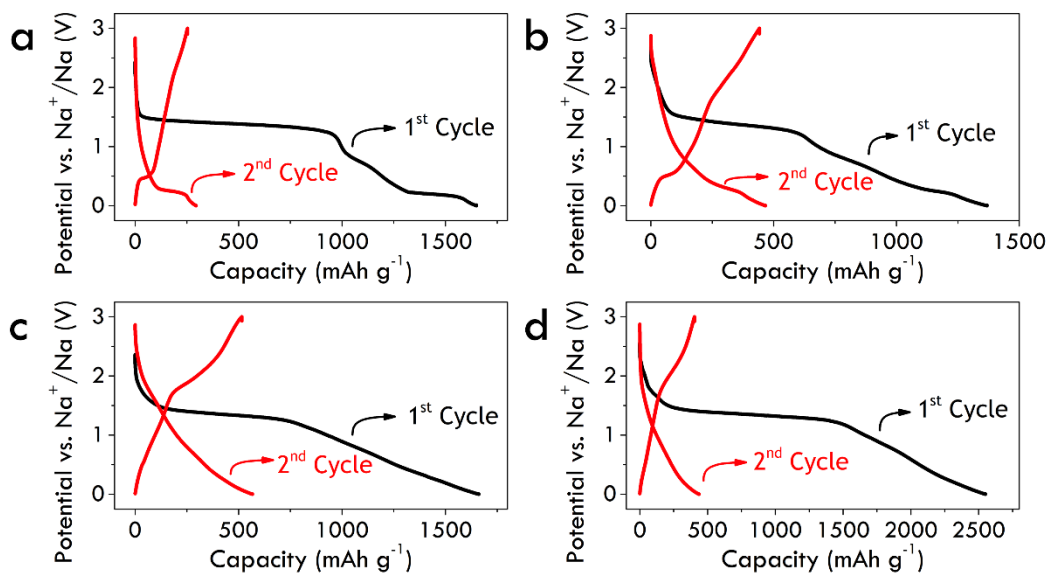 a
Potential vs. Na⁺/Na (V)
3
2
1
0
1ˢᵗ Cycle
2ⁿᵈ Cycle
0 500 1000 1500
Capacity (mAh g⁻¹)
b
Potential vs. Na⁺/Na (V)
3
2
1
0
1ˢᵗ Cycle
2ⁿᵈ Cycle
0 500 1000 1500
Capacity (mAh g⁻¹)
c
Potential vs. Na⁺/Na (V)
3
2
1
0
1ˢᵗ Cycle
2ⁿᵈ Cycle
0 500 1000 1500
Capacity (mAh g⁻¹)
d
Potential vs. Na⁺/Na (V)
3
2
1
0
1ˢᵗ Cycle
2ⁿᵈ Cycle
0 500 1000 1500 2000 2500
Capacity (mAh g⁻¹)